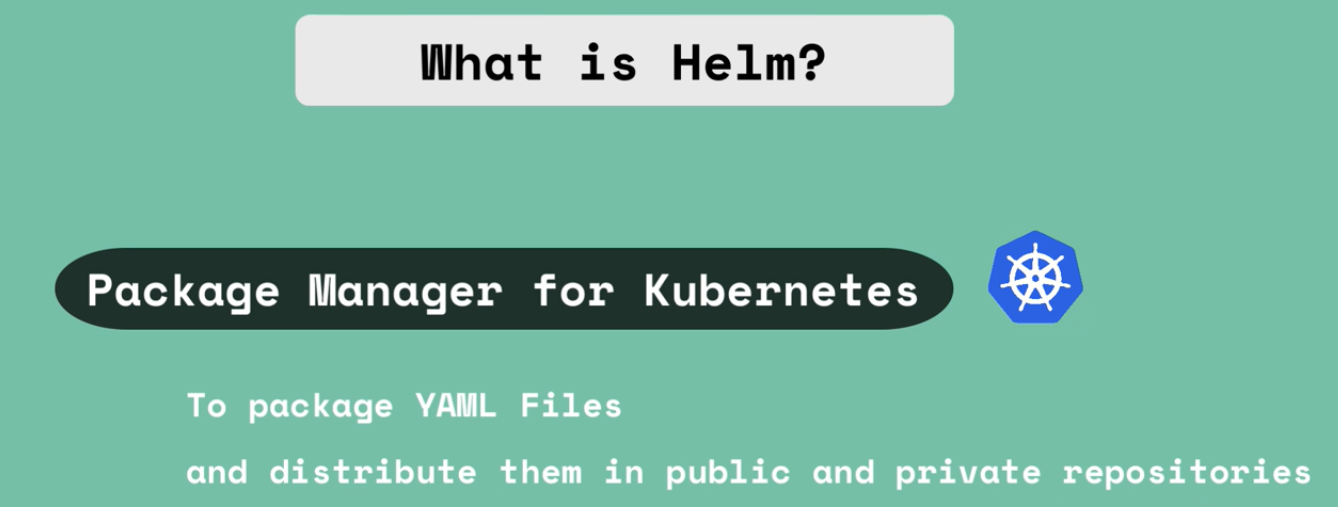 What is Helm?
Package Manager for Kubernetes
To package YAML Files
and distribute them in public and private repositories